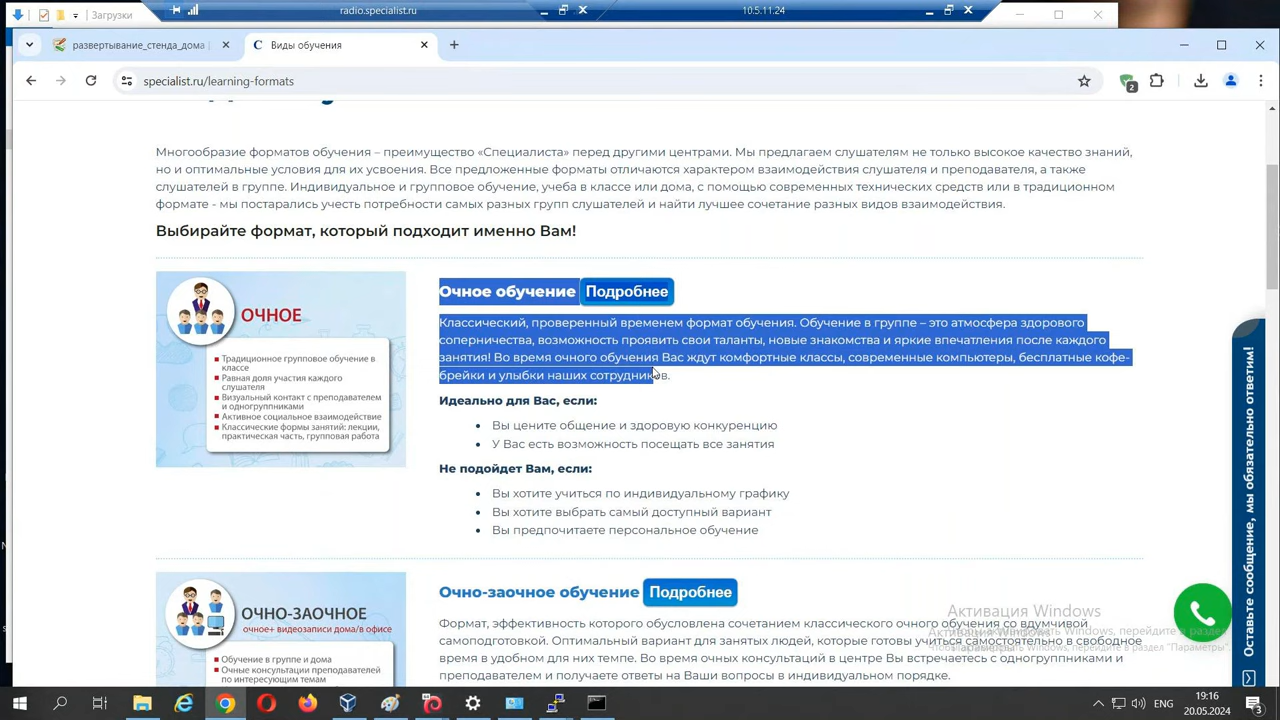 radio.specialist.ru
10.5.11.24
Загрузки
развертывание_стенда_дома
Виды обучения
specialist.ru/learning-formats
2
Многообразие форматов обучения – преимущество «Специалиста» перед другими центрами. Мы предлагаем слушателям не только высокое качество знаний,
но и оптимальные условия для их усвоения. Все предложенные форматы отличаются характером взаимодействия слушателя и преподавателя, а также
слушателей в группе. Индивидуальное и групповое обучение, учеба в классе или дома, с помощью современных технических средств или в традиционном
формате - мы постарались учесть потребности самых разных групп слушателей и найти лучшее сочетание разных видов взаимодействия.
Выбирайте формат, который подходит именно Вам!
ОЧНОЕ
Традиционное групповое обучение в
классе
Равная доля участия каждого
слушателя
Визуальный контакт с преподавателем
и одногруппниками
Активное социальное взаимодействие
Классические формы занятий: лекции,
практическая часть, групповая работа
Очное обучение Подробнее
Классический, проверенный временем формат обучения. Обучение в группе – это атмосфера здорового
соперничества, возможность проявить свои таланты, новые знакомства и яркие впечатления после каждого
занятия! Во время очного обучения Вас ждут комфортные классы, современные компьютеры, бесплатные кофе-
брейки и улыбки наших сотрудников.
Идеально для Вас, если:
• Вы цените общение и здоровую конкуренцию
• У Вас есть возможность посещать все занятия
Не подойдет Вам, если:
• Вы хотите учиться по индивидуальному графику
• Вы хотите выбрать самый доступный вариант
• Вы предпочитаете персональное обучение
ОЧНО-ЗАОЧНОЕ
очное+ видеозаписи дома/в офисе
Обучение в группе и дома
Очные консультации преподавателей
по интересующим темам
Очно-заочное обучение Подробнее
Формат, эффективность которого обусловлена сочетанием классического очного обучения со вдумчивой
самоподготовкой. Оптимальный вариант для занятых людей, которые готовы учиться самостоятельно в свободное
время в удобном для них темпе. Во время очных консультаций в центре Вы встречаетесь с одногруппниками и
преподавателем и получаете ответы на Ваши вопросы в индивидуальном порядке.
Оставьте сообщение, мы обязательно ответим!
Активация Windows
Активация Windows
Windows, перейдите в раздел
Windows, перейдите в раздел "Параметры".
ENG
19:16
20.05.2024
3